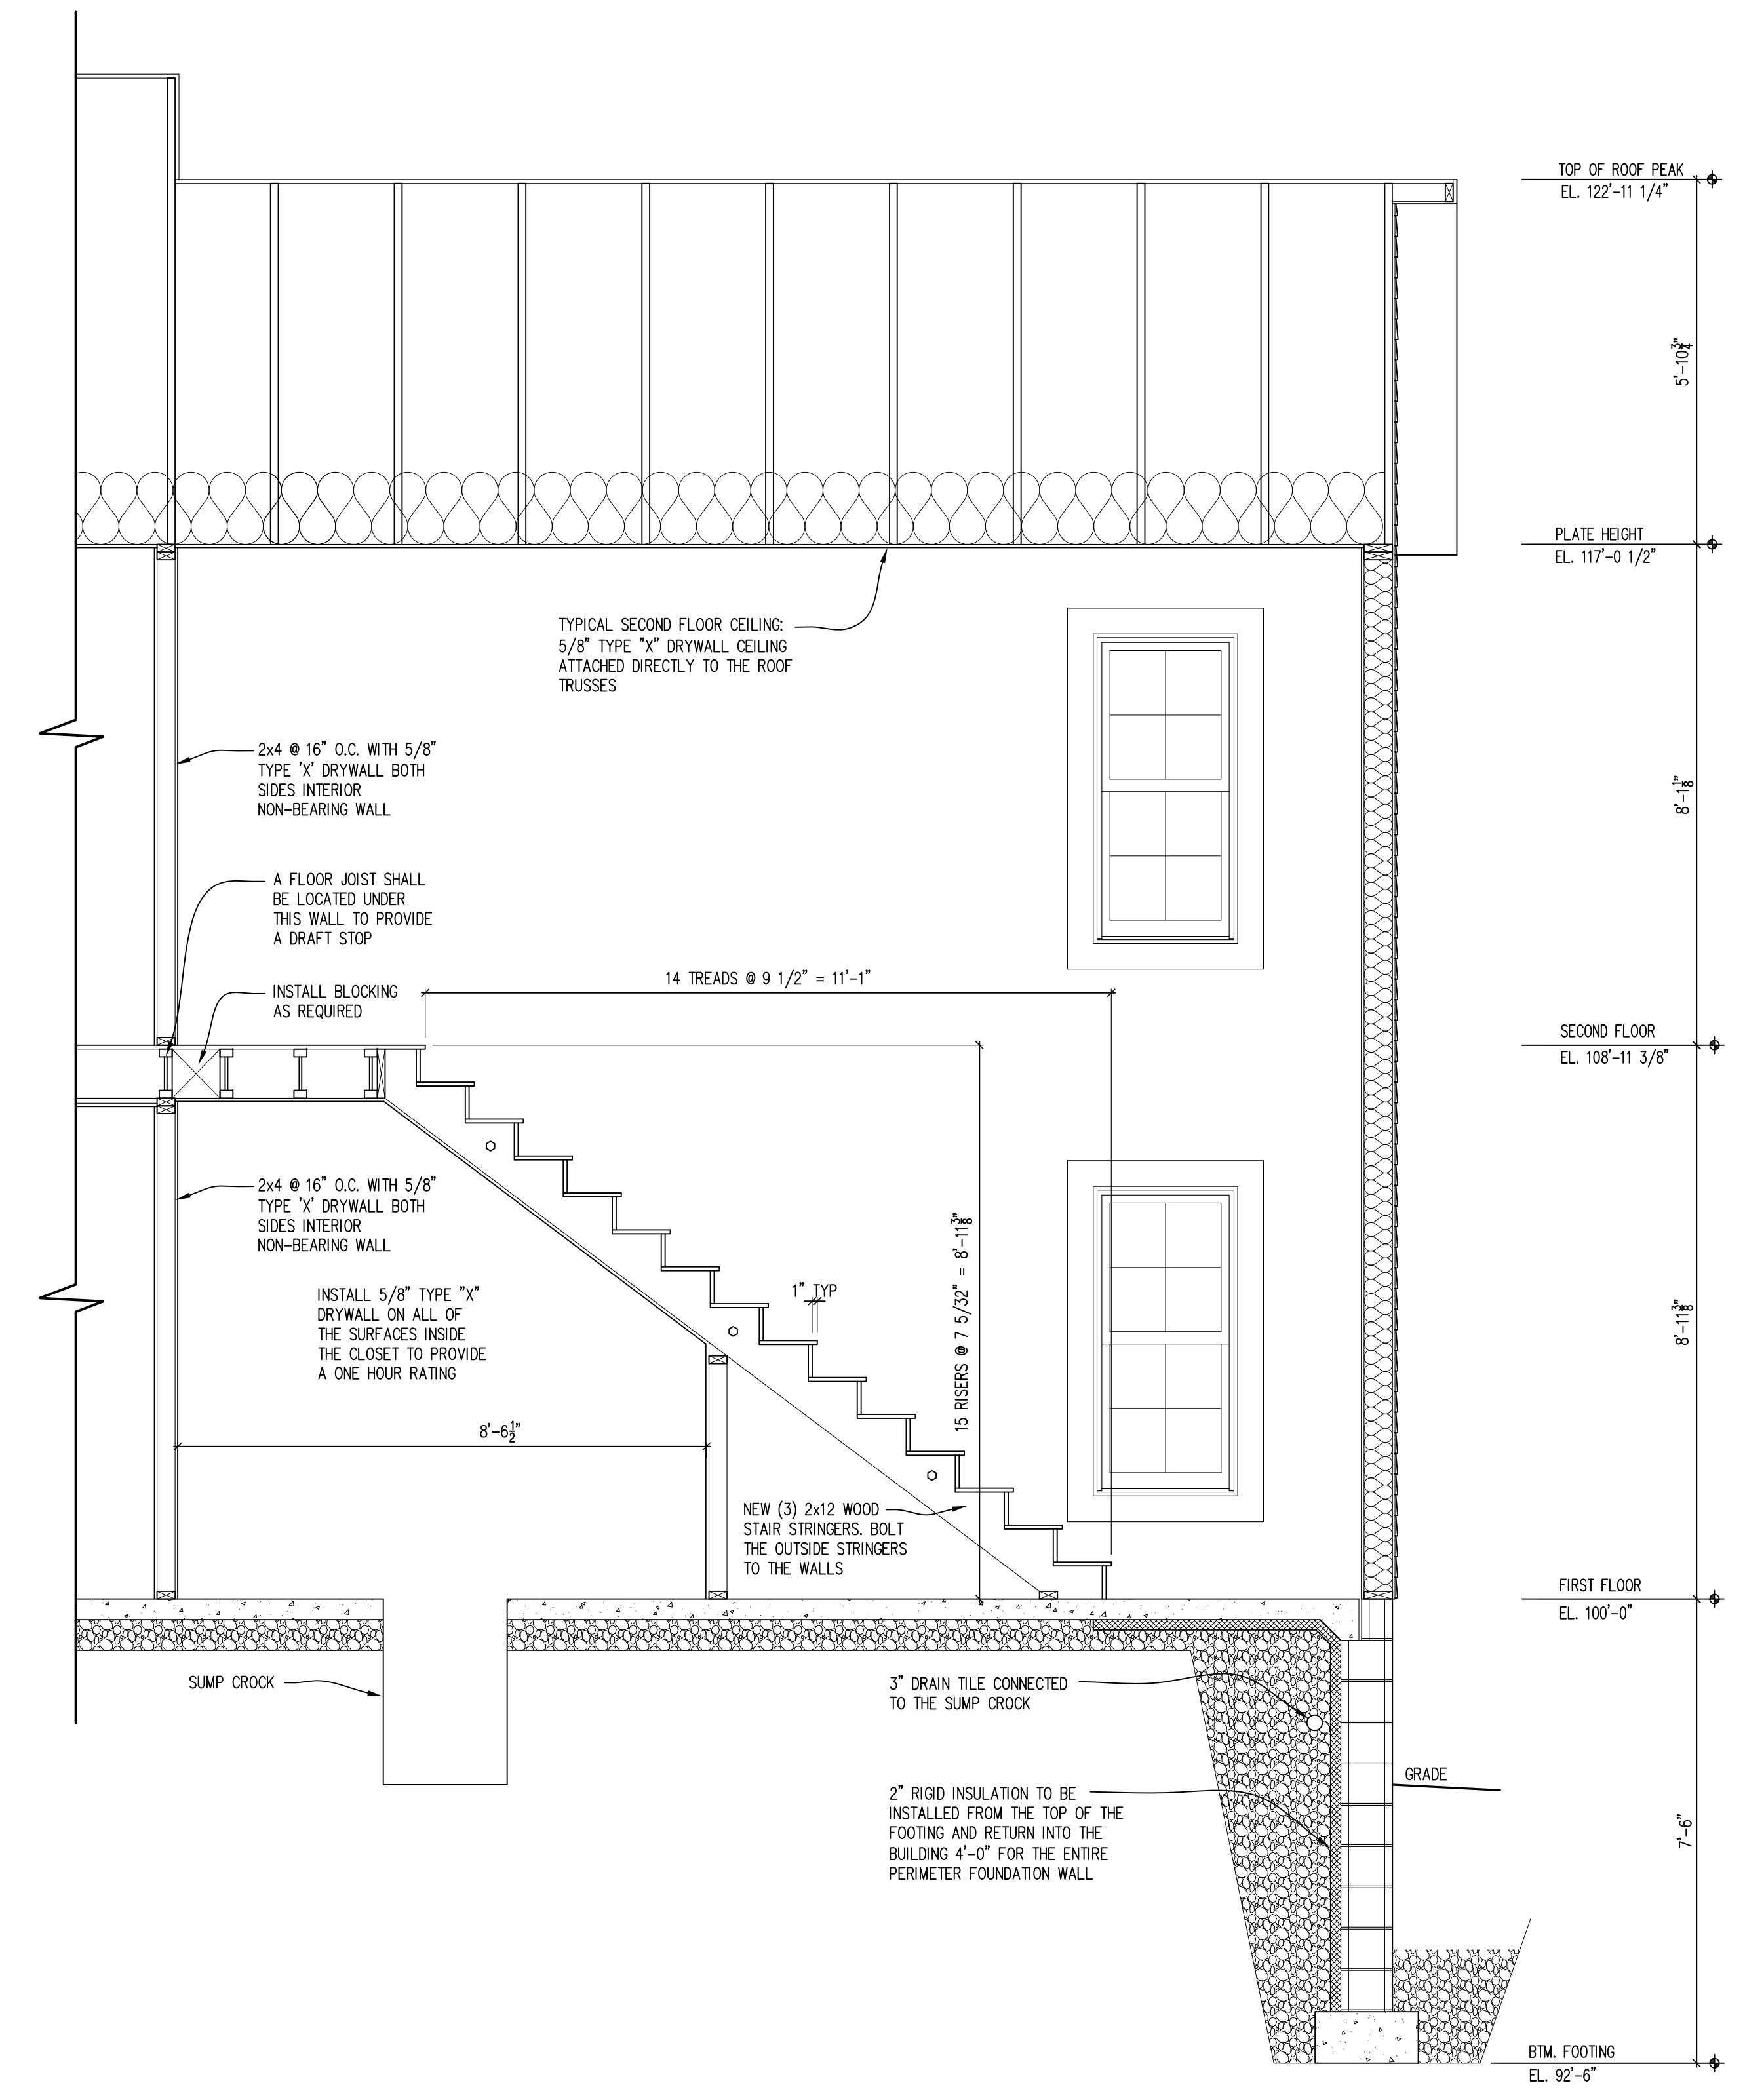 TOP OF ROOF PEAK
EL. 122'-11 1/4"
5'-10 3/4"
PLATE HEIGHT
EL. 117'-0 1/2"
TYPICAL SECOND FLOOR CEILING:
5/8" TYPE "X" DRYWALL CEILING
ATTACHED DIRECTLY TO THE ROOF
TRUSSES
2x4 @ 16" O.C. WITH 5/8"
TYPE 'X' DRYWALL BOTH
SIDES INTERIOR
NON-BEARING WALL
8'-1 1/8"
A FLOOR JOIST SHALL
BE LOCATED UNDER
THIS WALL TO PROVIDE
A DRAFT STOP
14 TREADS @ 9 1/2" = 11'-1"
INSTALL BLOCKING
AS REQUIRED
SECOND FLOOR
EL. 108'-11 3/8"
2x4 @ 16" O.C. WITH 5/8"
TYPE 'X' DRYWALL BOTH
SIDES INTERIOR
NON-BEARING WALL
INSTALL 5/8" TYPE "X"
DRYWALL ON ALL OF
THE SURFACES INSIDE
THE CLOSET TO PROVIDE
A ONE HOUR RATING
1" TYP
15 RISERS @ 7 5/32" = 8'-11 3/8"
8'-11 3/8"
8'-6 1/2"
NEW (3) 2x12 WOOD
STAIR STRINGERS. BOLT
THE OUTSIDE STRINGERS
TO THE WALLS
FIRST FLOOR
EL. 100'-0"
SUMP CROCK
3" DRAIN TILE CONNECTED
TO THE SUMP CROCK
GRADE
2" RIGID INSULATION TO BE
INSTALLED FROM THE TOP OF THE
FOOTING AND RETURN INTO THE
BUILDING 4'-0" FOR THE ENTIRE
PERIMETER FOUNDATION WALL
7'-6"
BTM. FOOTING
EL. 92'-6"